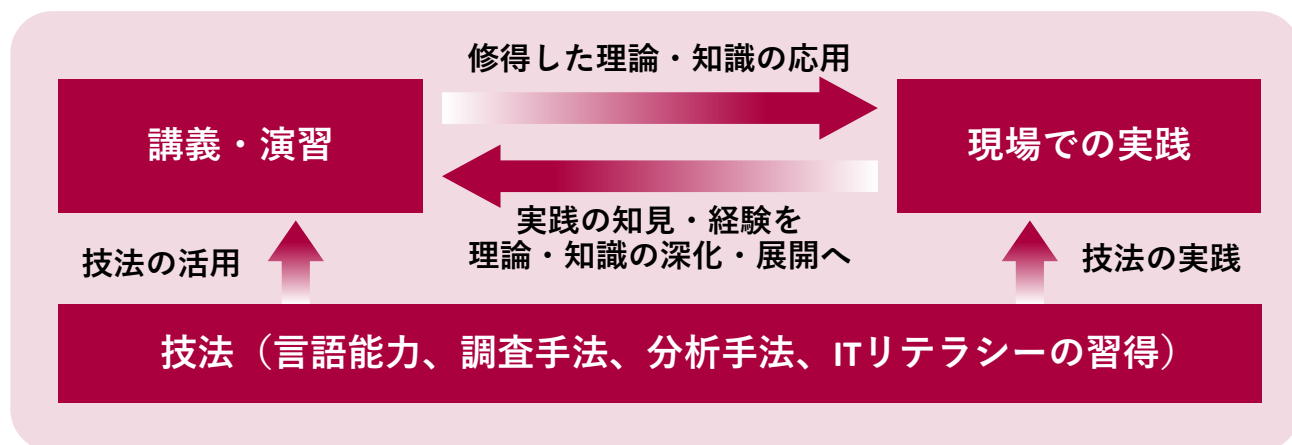 修得した理論・知識の応用
講義・演習
現場での実践
実践の知見・経験を
理論・知識の深化・展開へ
技法の活用
技法の実践
技法（言語能力、調査手法、分析手法、ITリテラシーの習得）